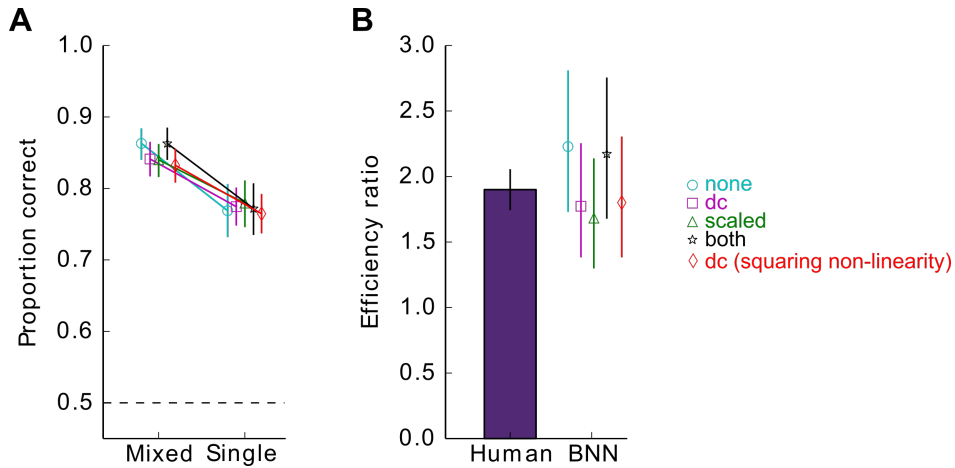 A
Proportion correct
1.0
0.9
0.8
0.7
0.6
0.5
Mixed Single
B
Efficiency ratio
3.0
2.5
2.0
1.5
1.0
0.5
0.0
Human BNN
none
dc
scaled
both
dc (squaring non-linearity)